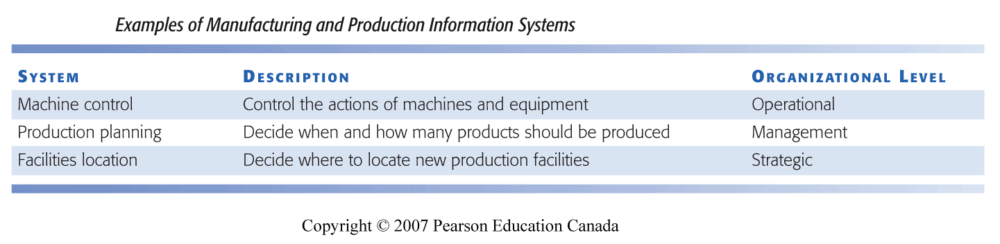 Examples of Manufacturing and Production Information Systems
SYSTEM DESCRIPTION ORGANIZATIONAL LEVEL
Machine control Control the actions of machines and equipment Operational
Production planning Decide when and how many products should be produced Management
Facilities location Decide where to locate new production facilities Strategic
Copyright © 2007 Pearson Education Canada